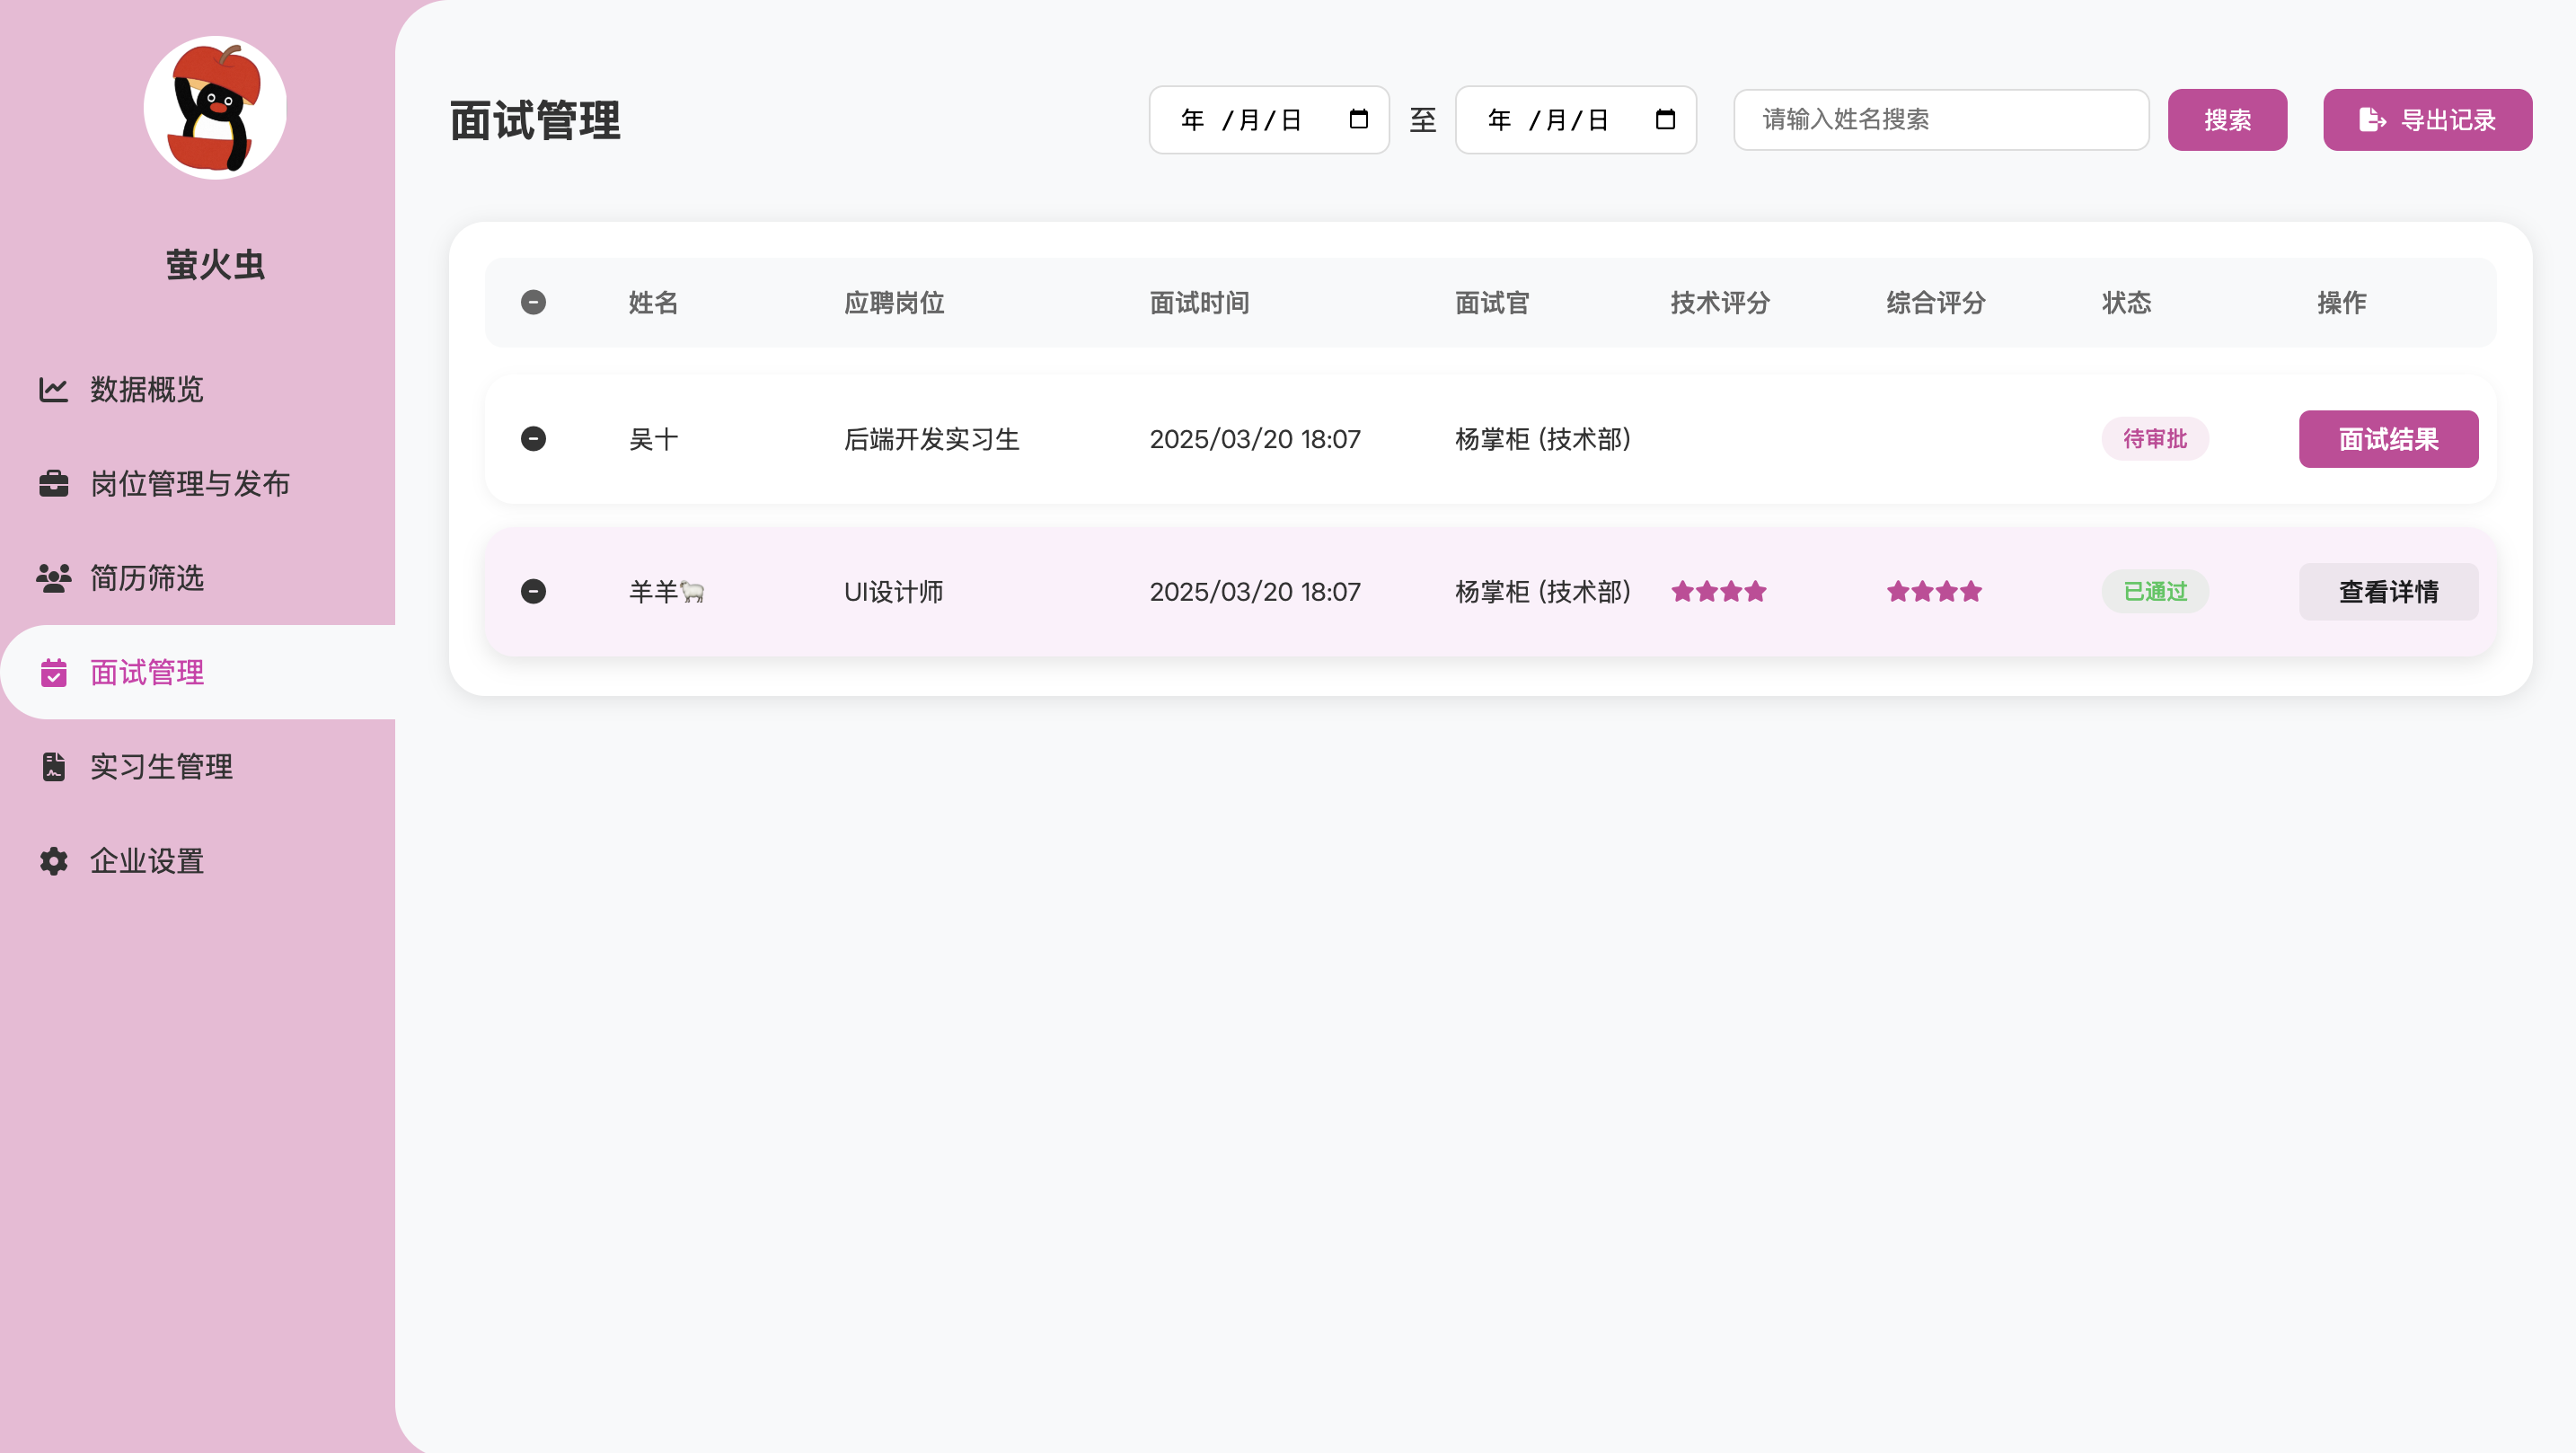 萤火虫
数据概览
岗位管理与发布
简历筛选
面试管理
实习生管理
企业设置
面试管理 年 /月/日 至 年 /月/日 请输入姓名搜索 搜索 导出记录
姓名 应聘岗位 面试时间 面试官 技术评分 综合评分 状态 操作
吴十 后端开发实习生 2025/03/20 18:07 杨掌柜 (技术部) 待审批 面试结果
羊羊🐑 UI设计师 2025/03/20 18:07 杨掌柜 (技术部) ★★★★ ★★★★ 已通过 查看详情